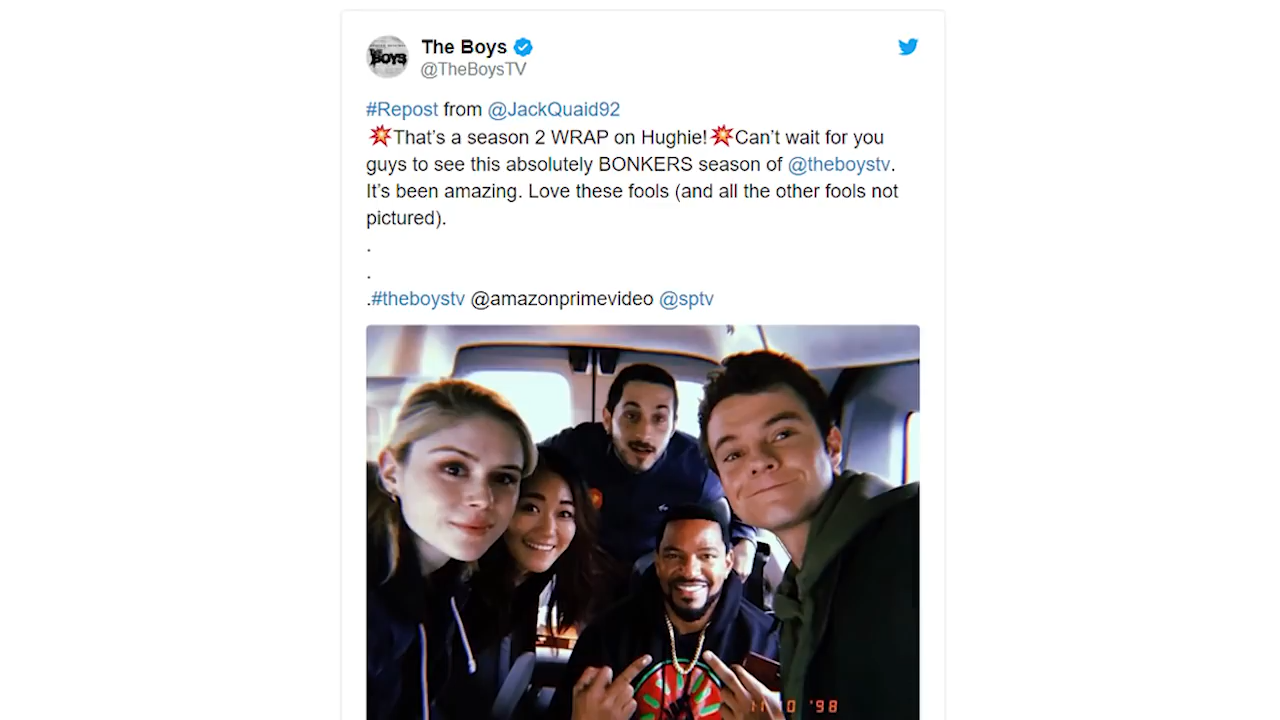 The Boys
@TheBoysTV
BOYS
#Repost from @JackQuaid92
💥That's a season 2 WRAP on Hughie!💥Can't wait for you
guys to see this absolutely BONKERS season of @theboystv.
It's been amazing. Love these fools (and all the other fools not
pictured).
.
.
.#theboystv @amazonprimevideo @sptv
'98